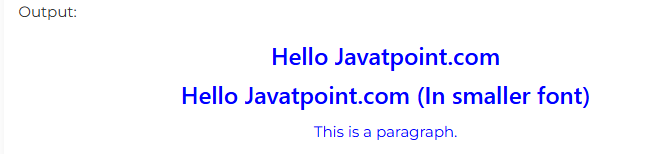 Output:
Hello Javatpoint.com
Hello Javatpoint.com (In smaller font)
This is a paragraph.